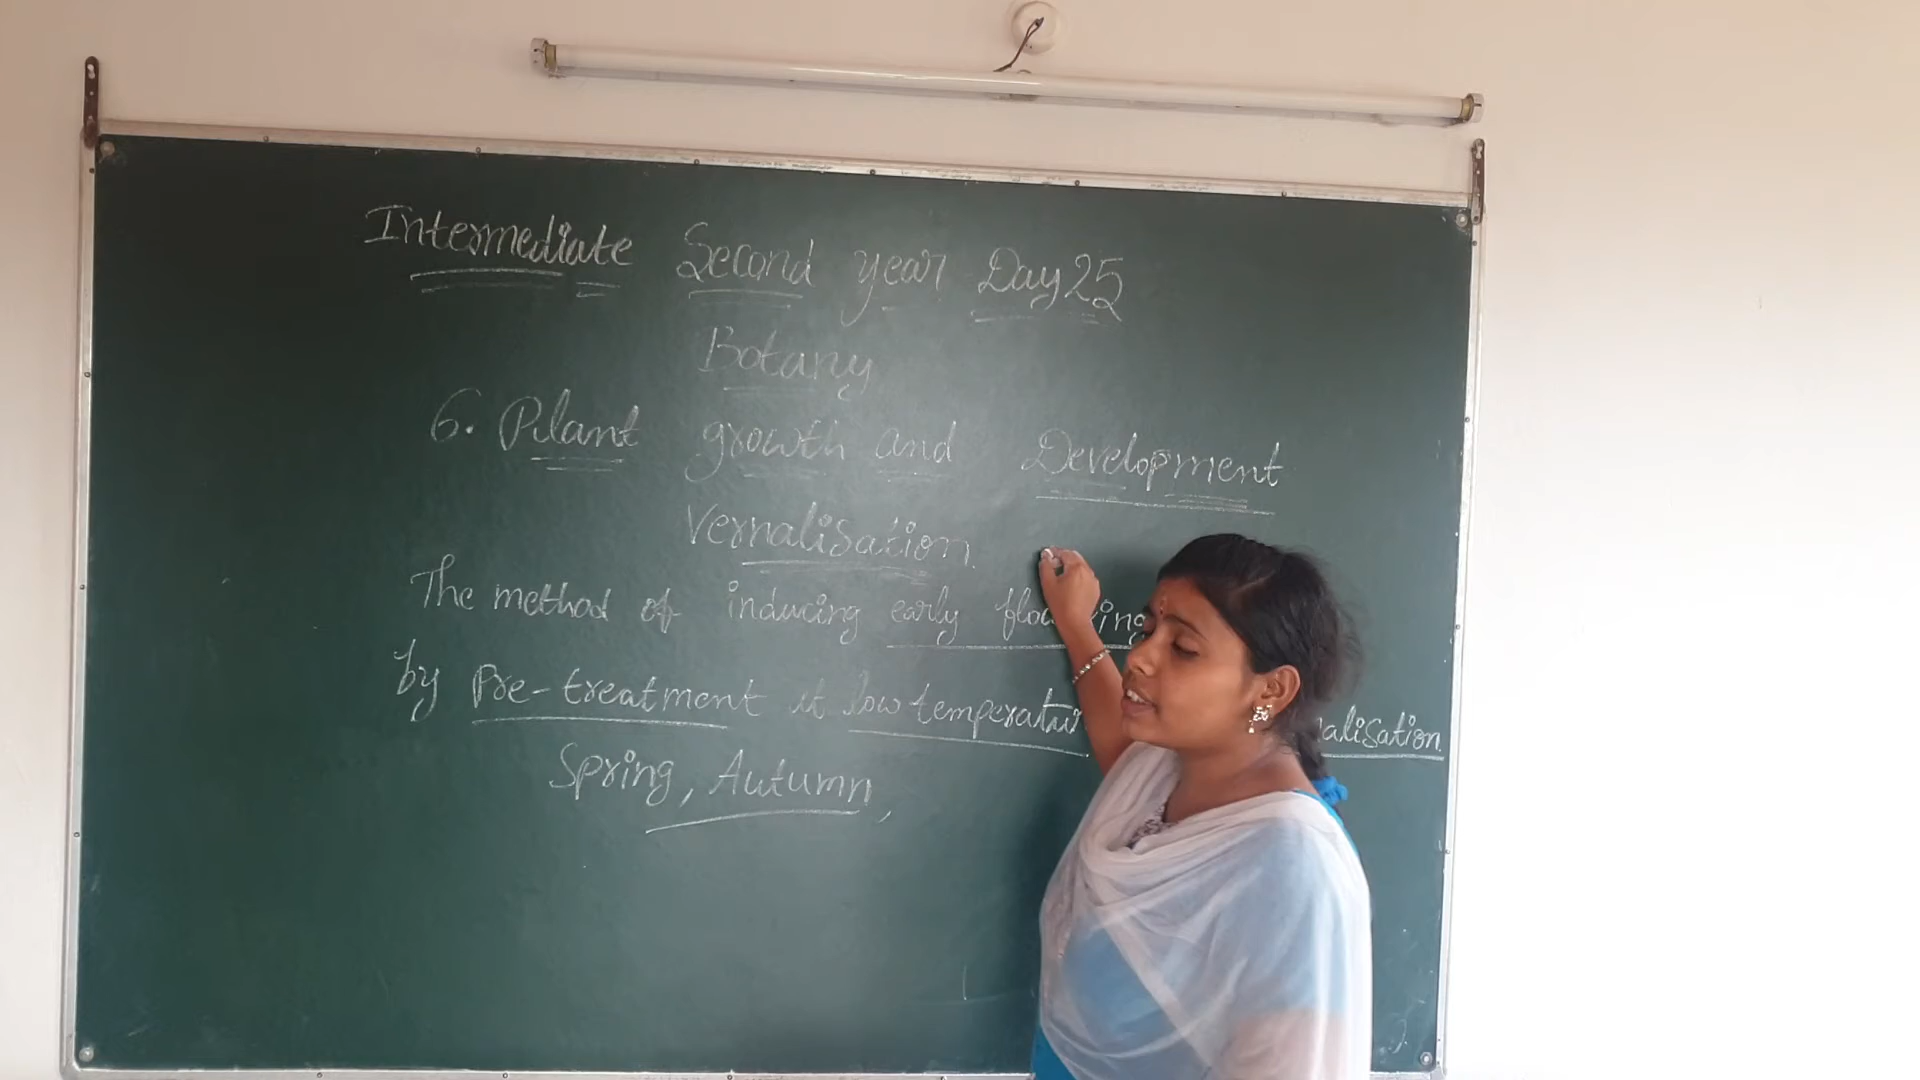 Intermediate Second year Day 25
Botany
6. Plant growth and Development
Vernalisation.
The method of inducing early
by Pre-treatment at low
Spring, Autumn,